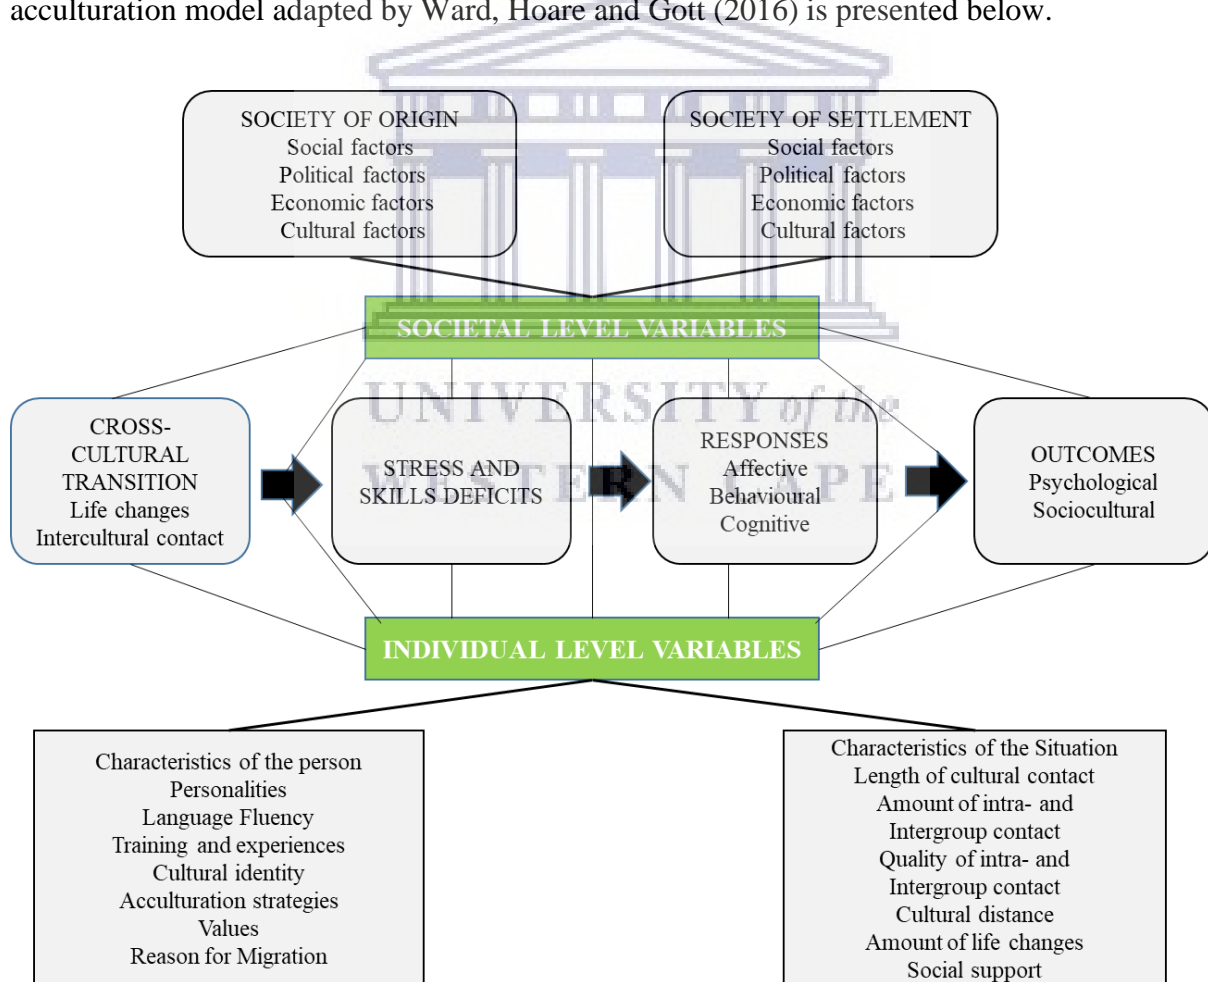 acculturation model adapted by Ward, Hoare and Gott (2016) is presented below.
SOCIETY OF ORIGIN
Social factors
Political factors
Economic factors
Cultural factors
SOCIETY OF SETTLEMENT
Social factors
Political factors
Economic factors
Cultural factors
SOCIETAL LEVEL VARIABLES
UNIVERSITY of the
WESTERN CAPE
CROSS-
CULTURAL
TRANSITION
Life changes
Intercultural contact
STRESS AND
SKILLS DEFICITS
RESPONSES
Affective
Behavioural
Cognitive
OUTCOMES
Psychological
Sociocultural
INDIVIDUAL LEVEL VARIABLES
Characteristics of the person
Personalities
Language Fluency
Training and experiences
Cultural identity
Acculturation strategies
Values
Reason for Migration
Characteristics of the Situation
Length of cultural contact
Amount of intra- and
Intergroup contact
Quality of intra- and
Intergroup contact
Cultural distance
Amount of life changes
Social support